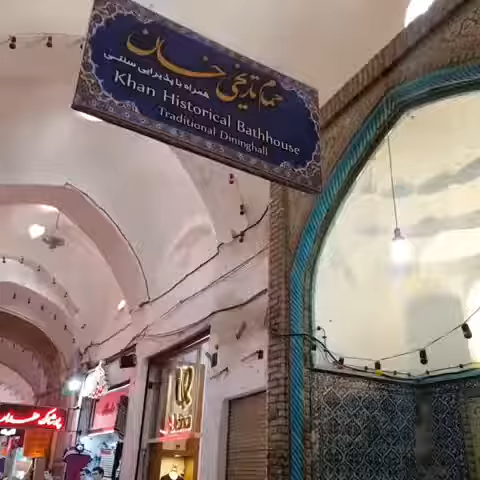 حمام تاریخی خان
همراه با پذیرایی سنتی
Khan Historical Bathhouse
Traditional Dininghall